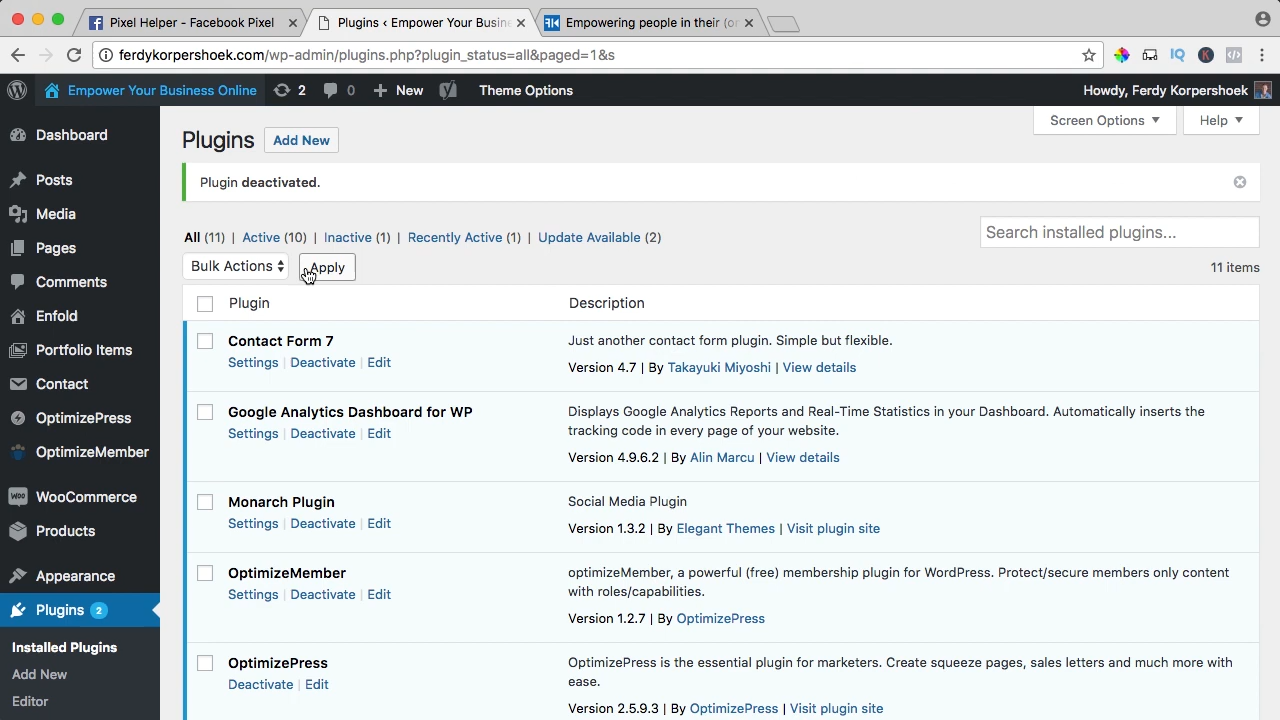 Pixel Helper - Facebook Pixel
Plugins ‹ Empower Your Busine
Empowering people in their (on
ferdykorpershoek.com/wp-admin/plugins.php?plugin_status=all&paged=1&s
Empower Your Business Online 2 0 New Theme Options Howdy, Ferdy Korpershoek
Screen Options Help
Dashboard
Posts
Media
Pages
Comments
Enfold
Portfolio Items
Contact
OptimizePress
OptimizeMember
WooCommerce
Products
Appearance
Plugins 2
Installed Plugins
Add New
Editor
Plugins Add New
Plugin deactivated.
All (11) | Active (10) | Inactive (1) | Recently Active (1) | Update Available (2)
Search installed plugins...
Bulk Actions Apply
11 items
Plugin Description
Contact Form 7
Settings | Deactivate | Edit
Just another contact form plugin. Simple but flexible.
Version 4.7 | By Takayuki Miyoshi | View details
Google Analytics Dashboard for WP
Settings | Deactivate | Edit
Displays Google Analytics Reports and Real-Time Statistics in your Dashboard. Automatically inserts the
tracking code in every page of your website.
Version 4.9.6.2 | By Alin Marcu | View details
Monarch Plugin
Settings | Deactivate | Edit
Social Media Plugin
Version 1.3.2 | By Elegant Themes | Visit plugin site
OptimizeMember
Settings | Deactivate | Edit
optimizeMember, a powerful (free) membership plugin for WordPress. Protect/secure members only content
with roles/capabilities.
Version 1.2.7 | By OptimizePress
OptimizePress
Deactivate | Edit
OptimizePress is the essential plugin for marketers. Create squeeze pages, sales letters and much more with
ease.
Version 2.5.9.3 | By OptimizePress | Visit plugin site